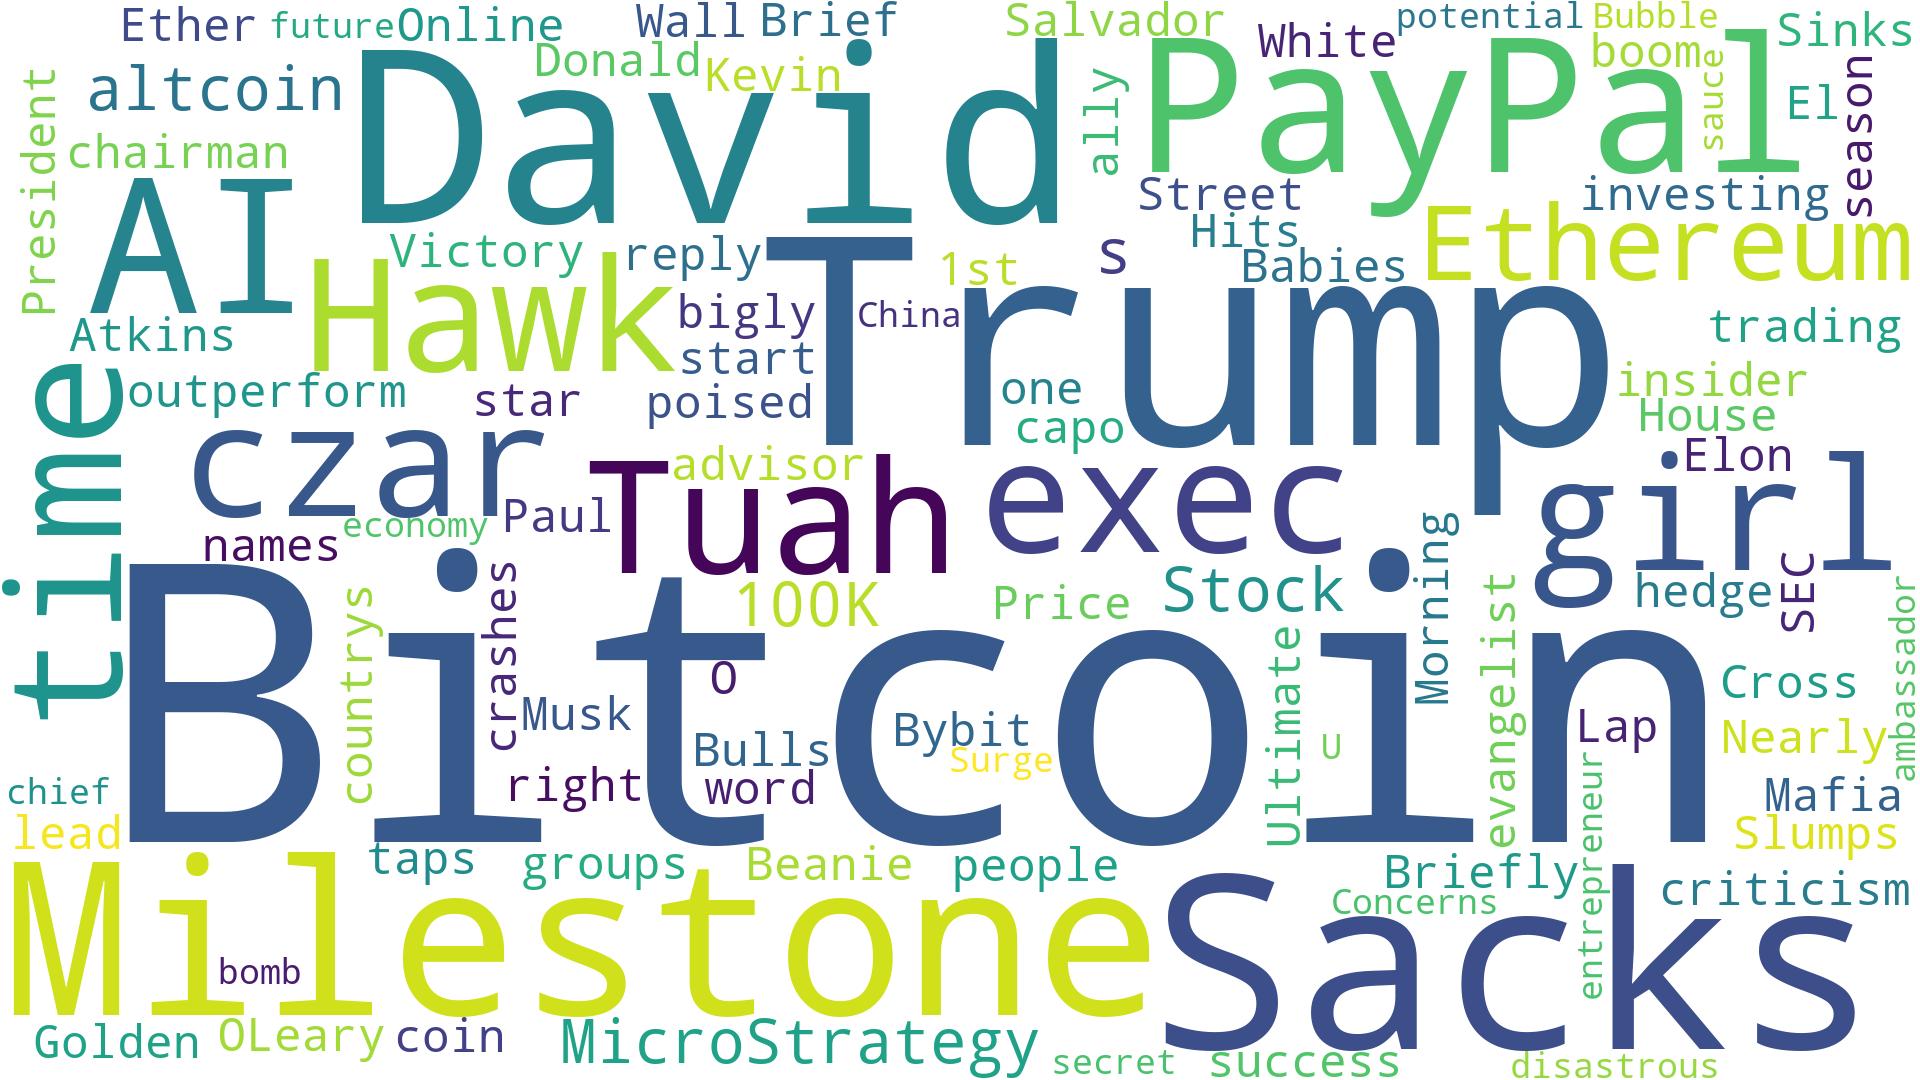 Ether
future
Online
Wall
Brief
Salvador
White
potential
Bubble
Sinks
President
altcoin
David
Donald
Kevin
ally
PayPal
boom
sauce
El
season
chairman
AI
Street
investing
Victory
reply
Hits
Babies
s
Ethereum
Hawk
Trump
1st
bigly
China
Atkins
start
trading
time
outperform
star
poised
one
capo
insider
House
czar
Tuah
advisor
exec
Elon
girl
economy
Paul
names
crashes
100K
Price
Stock
Morning
evangelist
hedge
SEC
ambassador
Bitcoin
countrys
Musk
O
Bulls
Bybit
Surge
Ultimate
U
Lap
Cross
Nearly
right
word
chief
lead
entrepreneur
Mafia
Slumps
taps
groups
Beanie
people
Briefly
Concerns
criticism
Milestone
Sacks
bomb
Golden
OLeary
coin
MicroStrategy
secret
success
disastrous